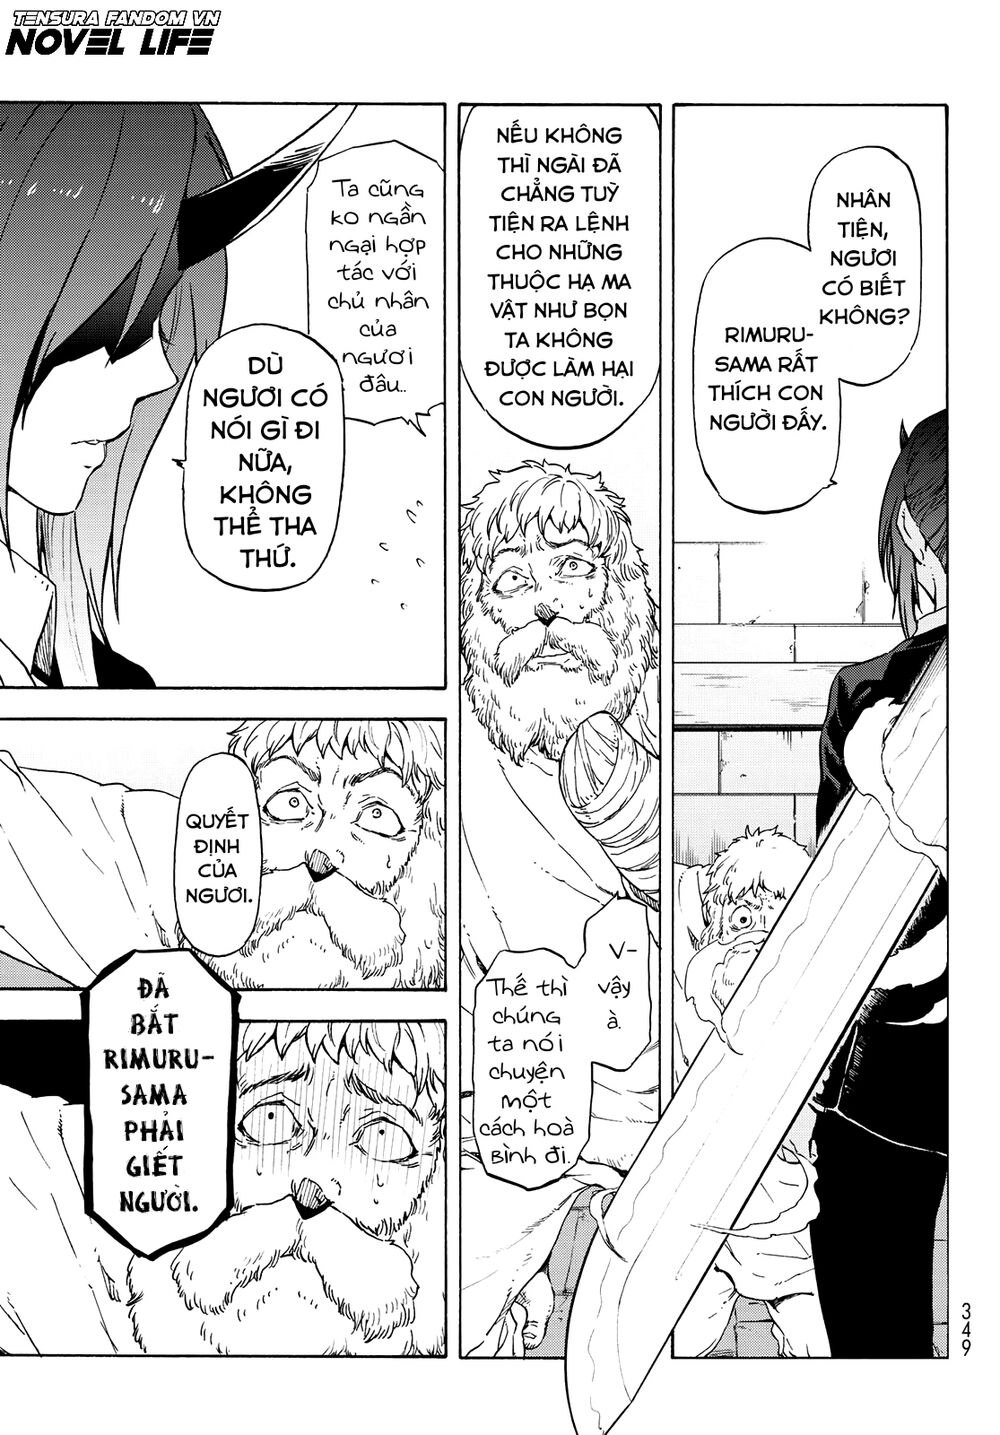 TENSURA FANDOM VN
NOVEL LIFE
NHÂN
TIỆN,
NGƯƠI
CÓ BIẾT
KHÔNG?
RIMURU-
SAMA RẤT
THÍCH CON
NGƯỜI ĐẤY.
NẾU KHÔNG
THÌ NGÀI ĐÃ
CHẲNG TUỲ
TIỆN RA LỆNH
CHO NHỮNG
THUỘC HẠ MA
VẬT NHƯ BỌN
TA KHÔNG
ĐƯỢC LÀM HẠI
CON NGƯỜI.
V-
vậy
à.
Thế thì
chúng
ta nói
chuyện
một
cách hoà
bình đi.
Ta cũng
ko ngần
ngại hợp
tác với
chủ nhân
của
ngươi
đâu..
DÙ
NGƯƠI CÓ
NÓI GÌ ĐI
NỮA,
KHÔNG
THỂ THA
THỨ.
QUYẾT
ĐỊNH
CỦA
NGƯƠI.
ĐÃ
BẮT
RIMURU-
SAMA
PHẢI
GIẾT
NGƯỜI.
349